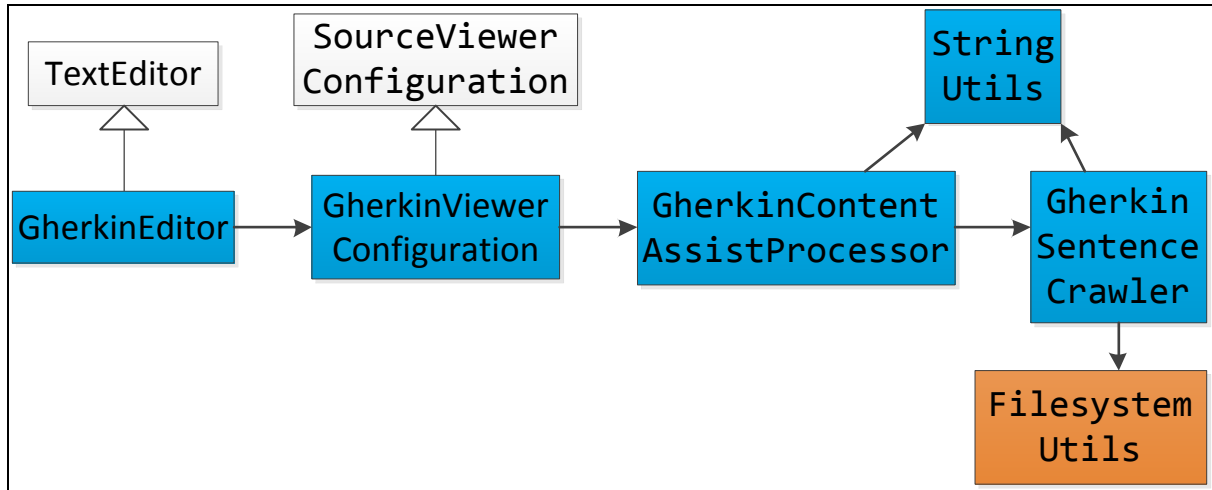 TextEditor
SourceViewer
Configuration
String
Utils
GherkinEditor
GherkinViewer
Configuration
GherkinContent
AssistProcessor
Gherkin
Sentence
Crawler
Filesystem
Utils